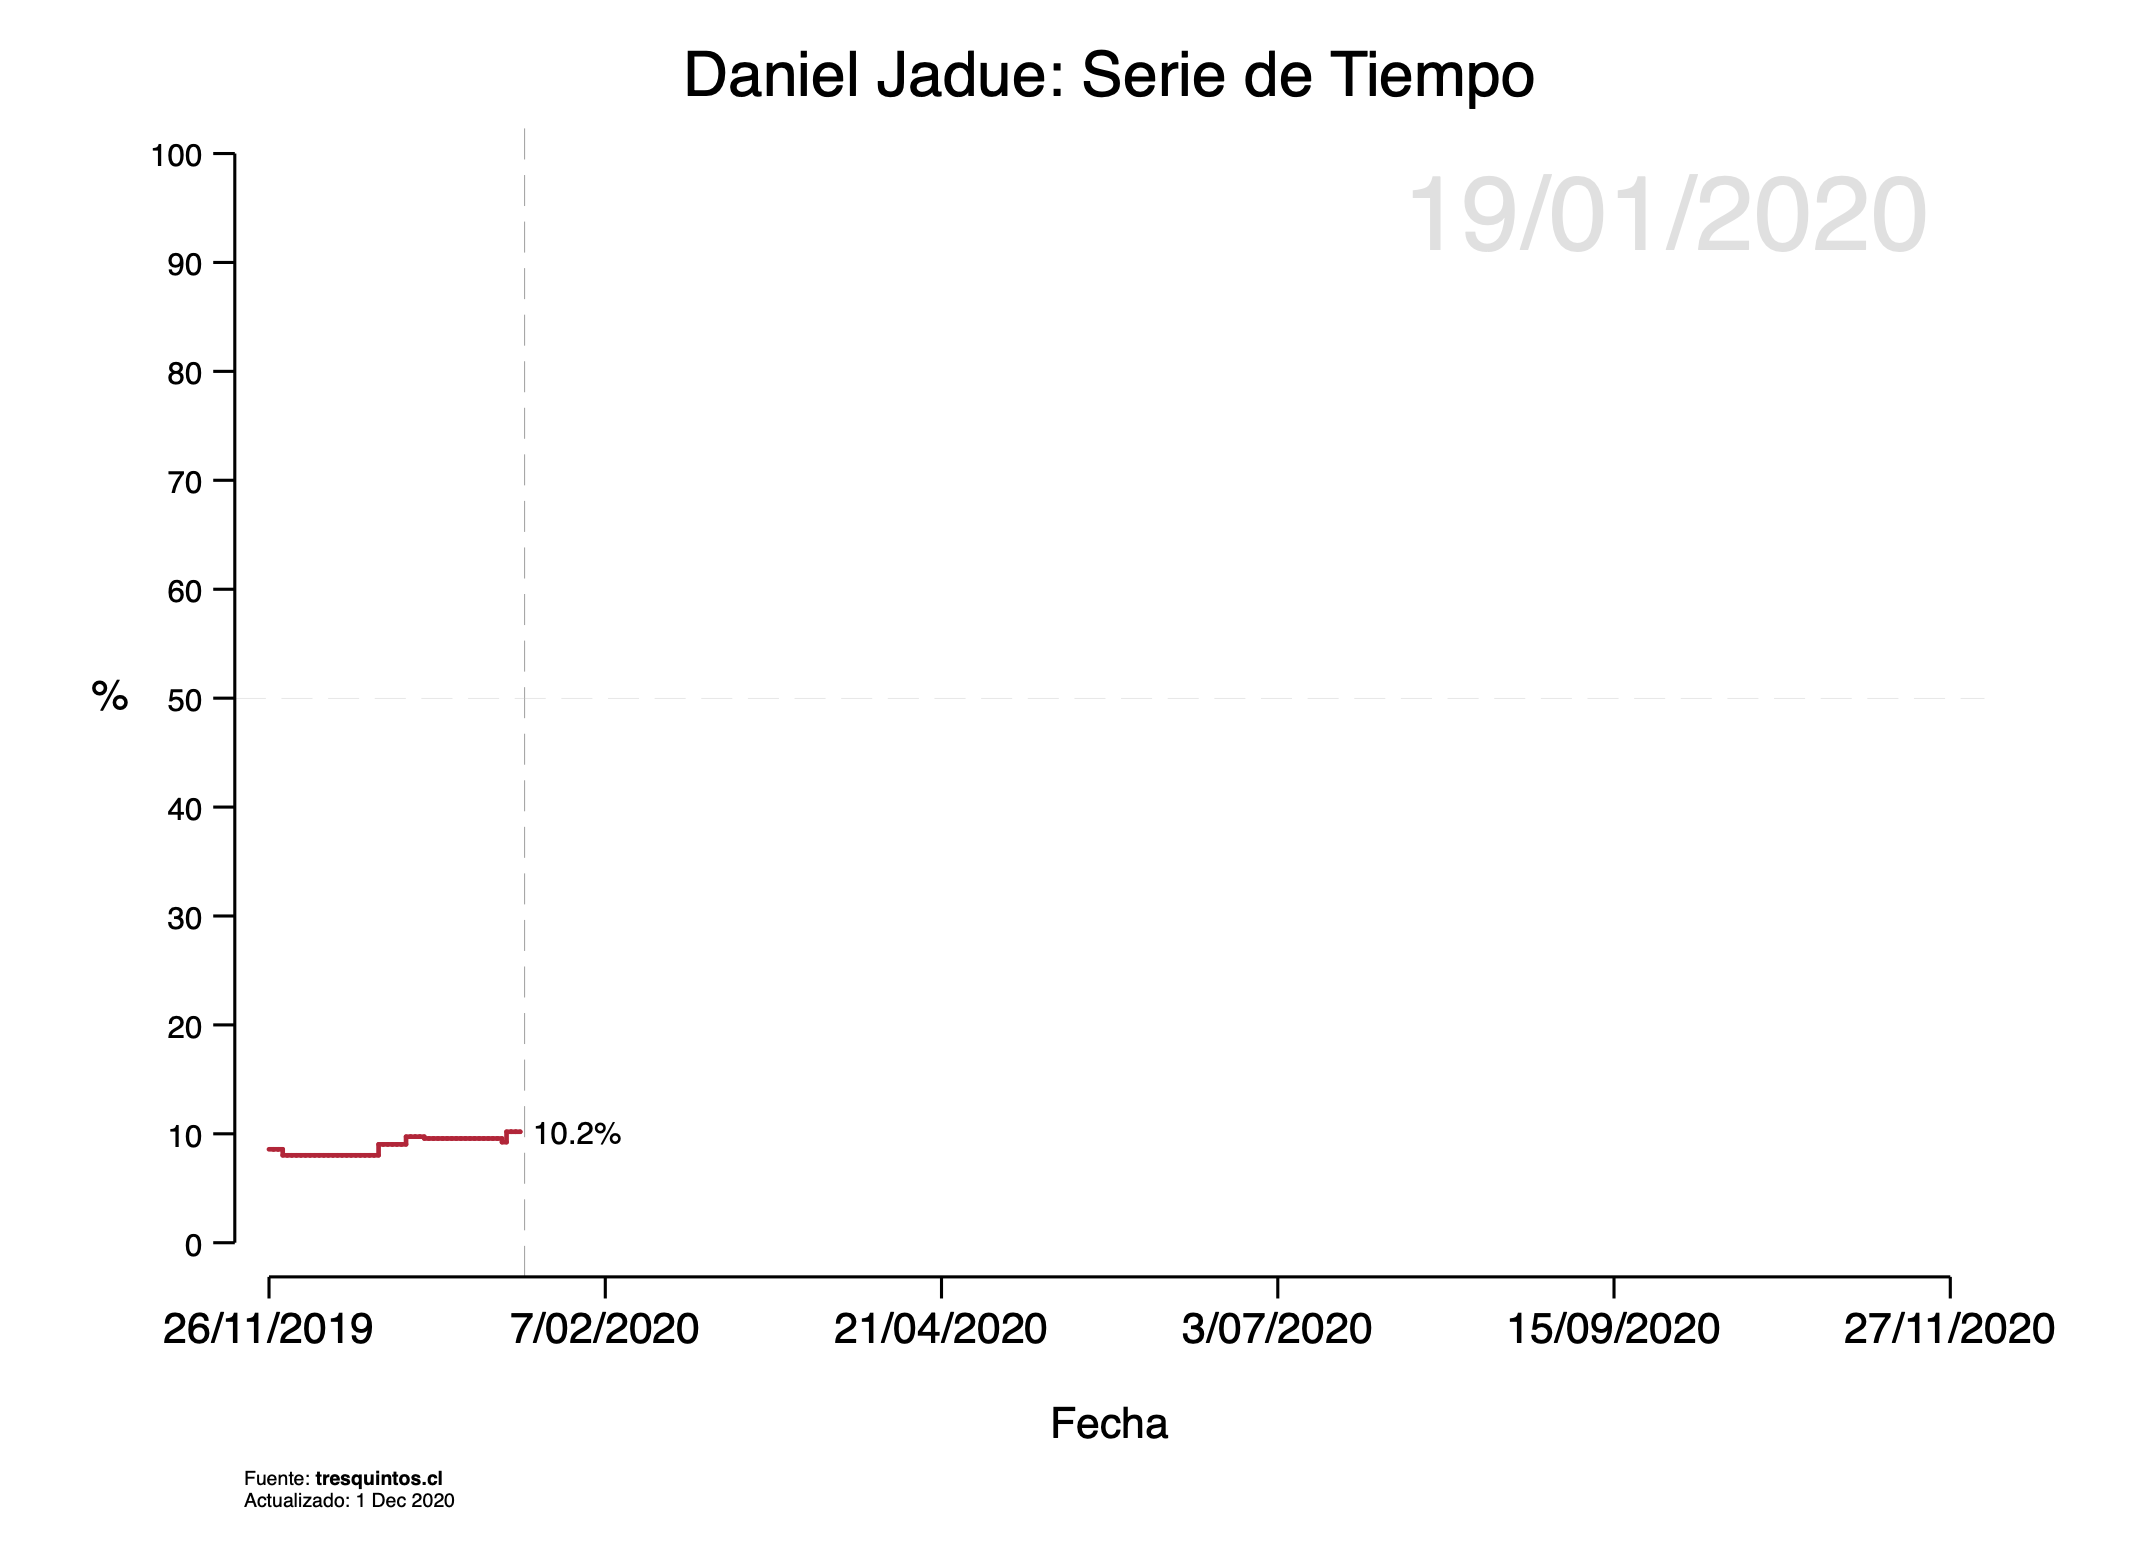 Daniel Jadue: Serie de Tiempo
19/01/2020
100
90
80
70
60
50
40
30
20
10
0
%
10.2%
26/11/2019 7/02/2020 21/04/2020 3/07/2020 15/09/2020 27/11/2020
Fecha
Fuente: tresquintos.cl
Actualizado: 1 Dec 2020